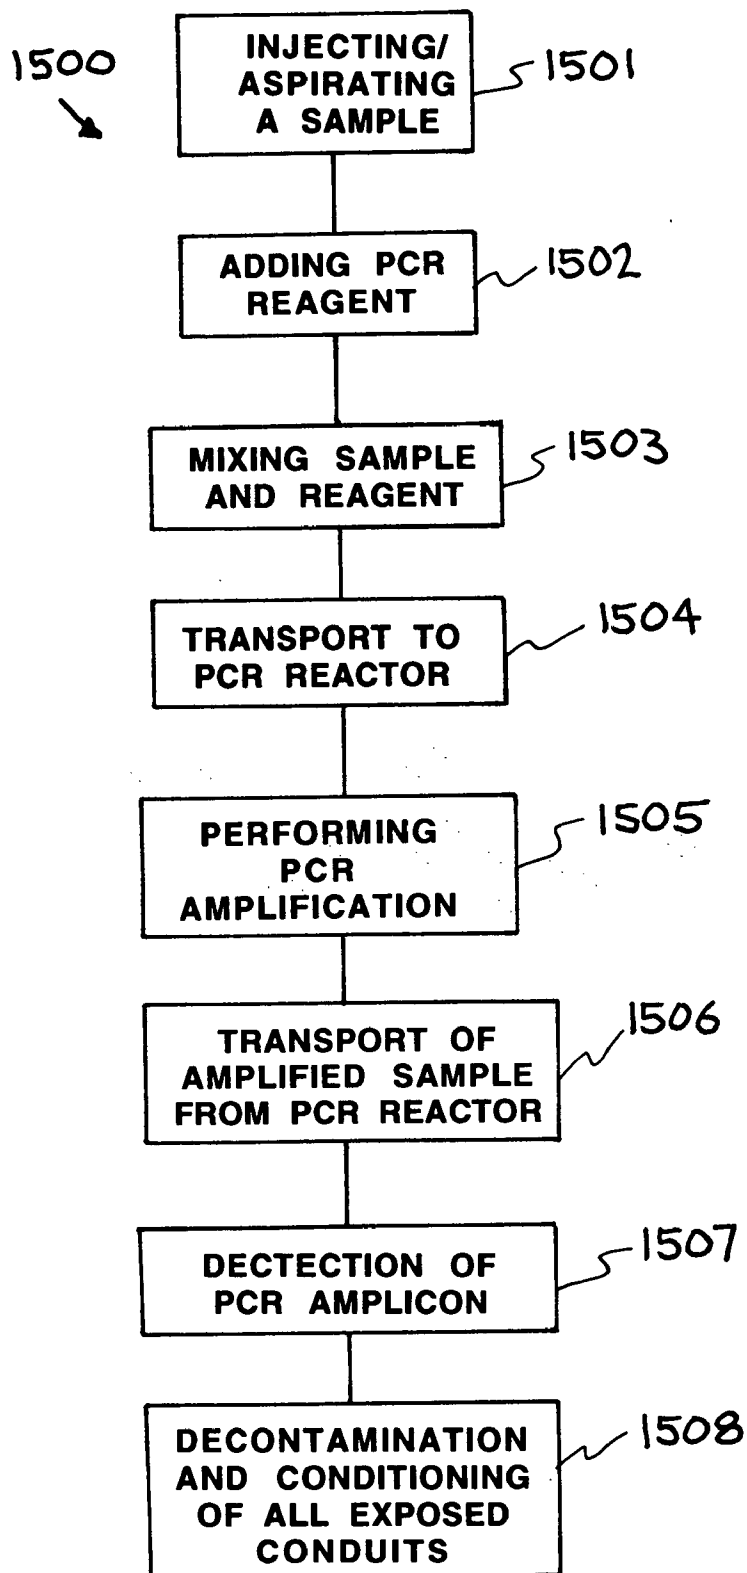 1500
INJECTING/
ASPIRATING
A SAMPLE
1501
ADDING PCR
REAGENT
1502
MIXING SAMPLE
AND REAGENT
1503
TRANSPORT TO
PCR REACTOR
1504
PERFORMING
PCR
AMPLIFICATION
1505
TRANSPORT OF
AMPLIFIED SAMPLE
FROM PCR REACTOR
1506
DECTECTION OF
PCR AMPLICON
1507
DECONTAMINATION
AND CONDITIONING
OF ALL EXPOSED
CONDUITS
1508